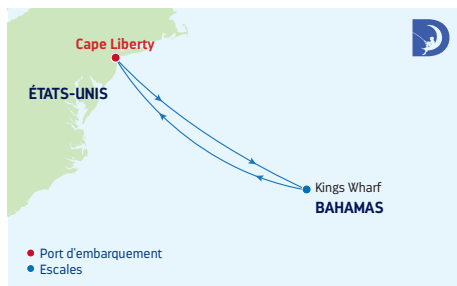 Cape Liberty
ÉTATS-UNIS
Kings Wharf
BAHAMAS
Port d'embarquement
Escales